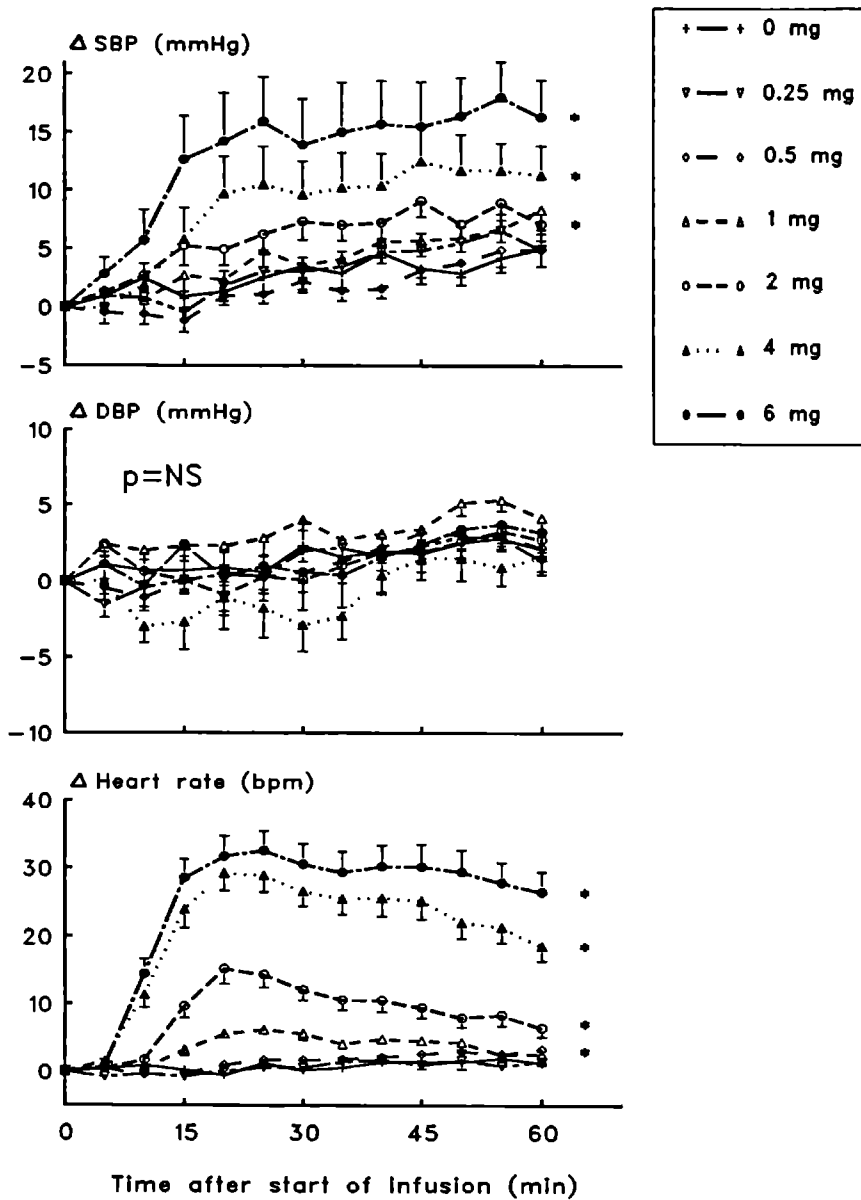 Δ SBP (mmHg)
20
15
10
5
0
−5
*
*
*
0 mg
0.25 mg
0.5 mg
1 mg
2 mg
4 mg
6 mg
Δ DBP (mmHg)
10
5
0
−5
−10
p=NS
Δ Heart rate (bpm)
40
30
20
10
0
*
*
*
*
0 15 30 45 60
Time after start of infusion (min)